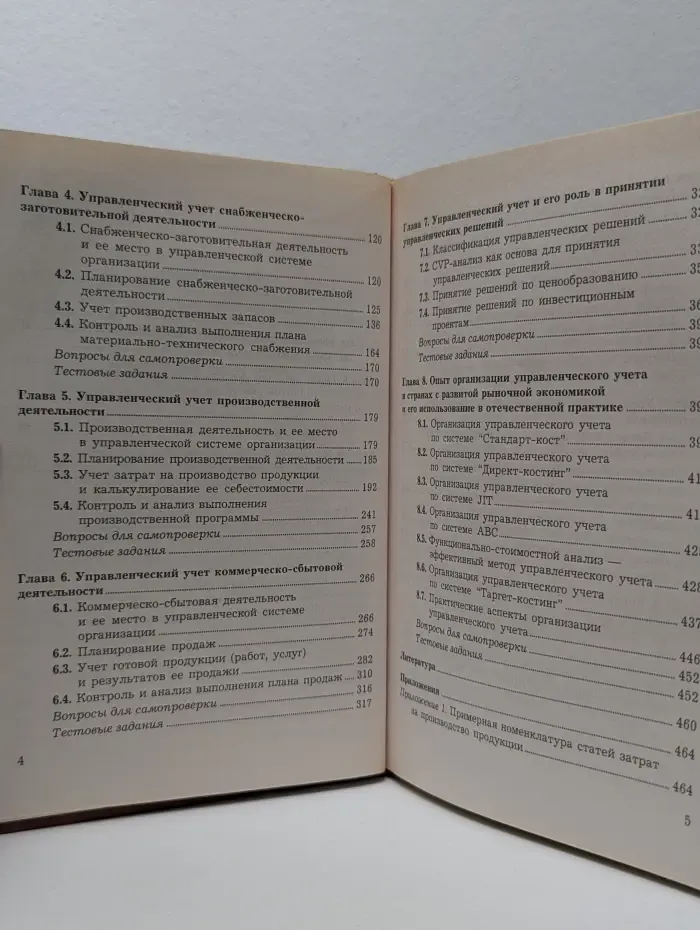 Глава 4. Управленческий учет снабженческо-
заготовительной деятельности 120
4.1. Снабженческо-заготовительная деятельность
и ее место в управленческой системе
организации 120
4.2. Планирование снабженческо-заготовительной
деятельности 125
4.3. Учет производственных запасов 136
4.4. Контроль и анализ выполнения плана
материально-технического снабжения 164
Вопросы для самопроверки 170
Тестовые задания 170
Глава 5. Управленческий учет производственной
деятельности 179
5.1. Производственная деятельность и ее место
в управленческой системе организации 179
5.2. Планирование производственной деятельности 185
5.3. Учет затрат на производство продукции
и калькулирование ее себестоимости 192
5.4. Контроль и анализ выполнения
производственной программы 241
Вопросы для самопроверки 257
Тестовые задания 258
Глава 6. Управленческий учет коммерческо-сбытовой
деятельности 266
6.1. Коммерческо-сбытовая деятельность
и ее место в управленческой системе
организации 266
6.2. Планирование продаж 274
6.3. Учет готовой продукции (работ, услуг)
и результатов ее продажи 282
6.4. Контроль и анализ выполнения плана продаж 310
Вопросы для самопроверки 316
Тестовые задания 317
4
Глава 7. Управленческий учет и его роль в принятии
управленческих решений
7.1. Классификация управленческих решений
7.2. CVP-анализ как основа для принятия
управленческих решений
7.3. Принятие решений по ценообразованию
7.4. Принятие решений по инвестиционным
проектам
Вопросы для самопроверки
Тестовые задания
Глава 8. Опыт организации управленческого учета
в странах с развитой рыночной экономикой
и его использование в отечественной практике
8.1. Организация управленческого учета
по системе "Стандарт-кост"
8.2. Организация управленческого учета
по системе "Директ-костинг"
8.3. Организация управленческого учета
по системе JIT
8.4. Организация управленческого учета
по системе ABC
8.5. Функционально-стоимостной анализ —
эффективный метод управленческого учета 428
8.6. Организация управленческого учета
по системе "Таргет-костинг" 437
8.7. Практические аспекты организации
управленческого учета 446
Вопросы для самопроверки 452
Тестовые задания 452
Литература 460
Приложения 464
Приложение 1. Примерная номенклатура статей затрат
на производство продукции 464
5